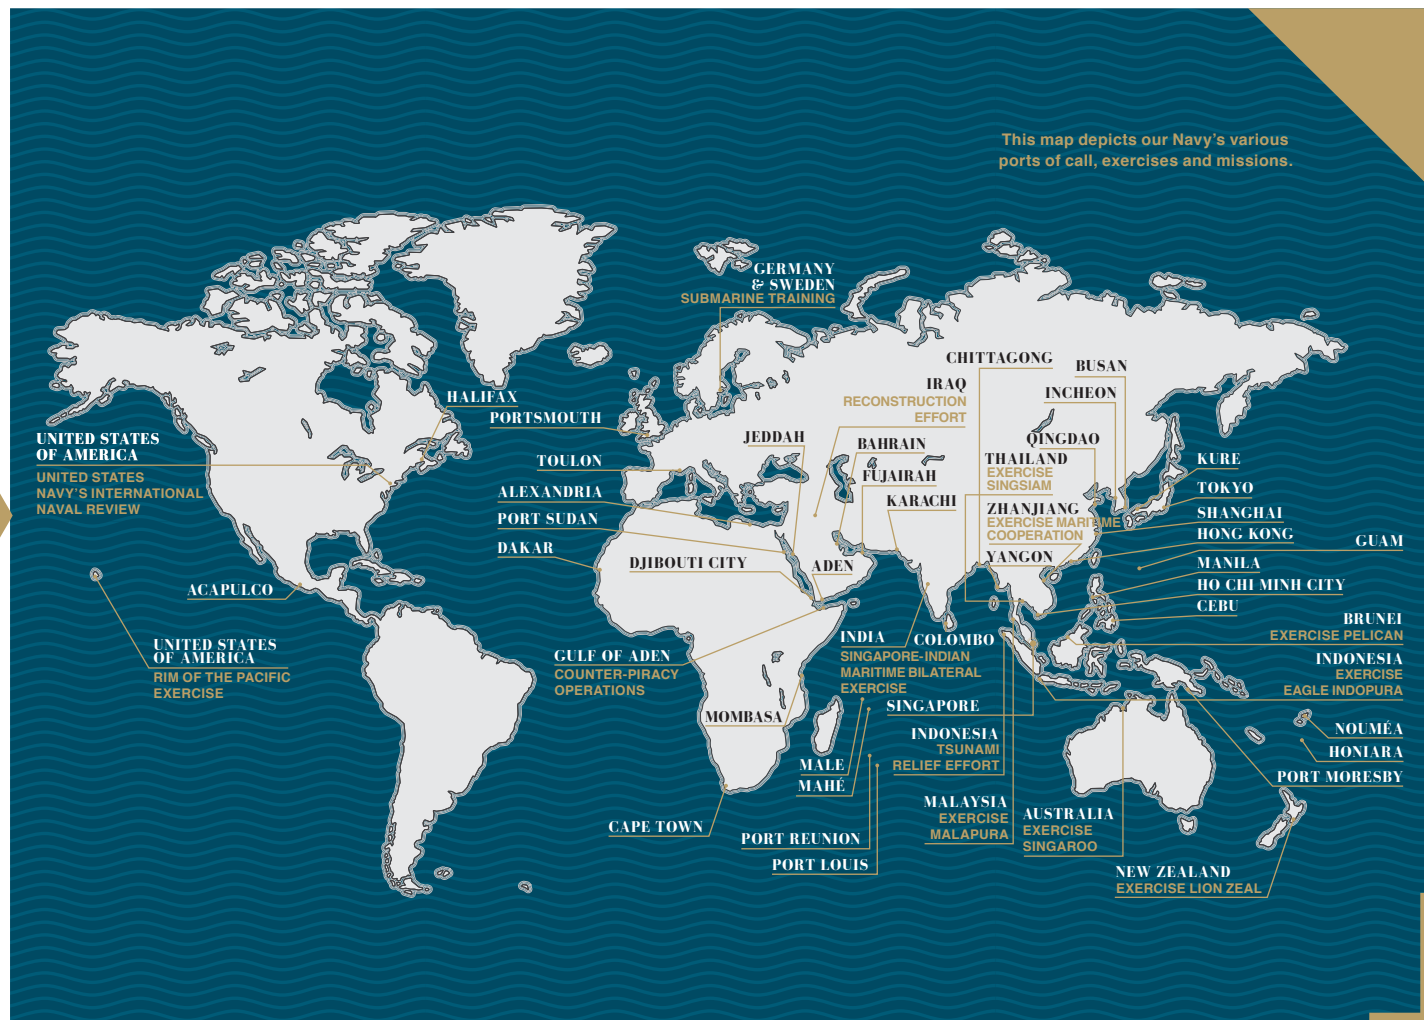 This map depicts our Navy's various
ports of call, exercises and missions.
GERMANY
& SWEDEN
SUBMARINE TRAINING
CHITTAGONG
BUSAN
IRAQ
RECONSTRUCTION
EFFORT
INCHEON
HALIFAX
PORTSMOUTH
UNITED STATES
OF AMERICA
UNITED STATES
NAVY'S INTERNATIONAL
NAVAL REVIEW
JEDDAH
BAHRAIN
QINGDAO
TOULON
FUJAIRAH
THAILAND
EXERCISE
SINGSIAM
KURE
ALEXANDRIA
KARACHI
TOKYO
PORT SUDAN
ZHANJIANG
EXERCISE MARITIME
COOPERATION
SHANGHAI
HONG KONG
GUAM
DAKAR
DJIBOUTI CITY
ADEN
YANGON
MANILA
ACAPULCO
HO CHI MINH CITY
CEBU
BRUNEI
EXERCISE PELICAN
UNITED STATES
OF AMERICA
RIM OF THE PACIFIC
EXERCISE
GULF OF ADEN
COUNTER-PIRACY
OPERATIONS
INDIA
SINGAPORE-INDIAN
MARITIME BILATERAL
EXERCISE
COLOMBO
INDONESIA
EXERCISE
EAGLE INDOPURA
SINGAPORE
MOMBASA
INDONESIA
TSUNAMI
RELIEF EFFORT
NOUMÉA
HONIARA
PORT MORESBY
MALE
MAHÉ
MALAYSIA
EXERCISE
MALAPURA
AUSTRALIA
EXERCISE
SINGAROO
CAPE TOWN
PORT REUNION
PORT LOUIS
NEW ZEALAND
EXERCISE LION ZEAL